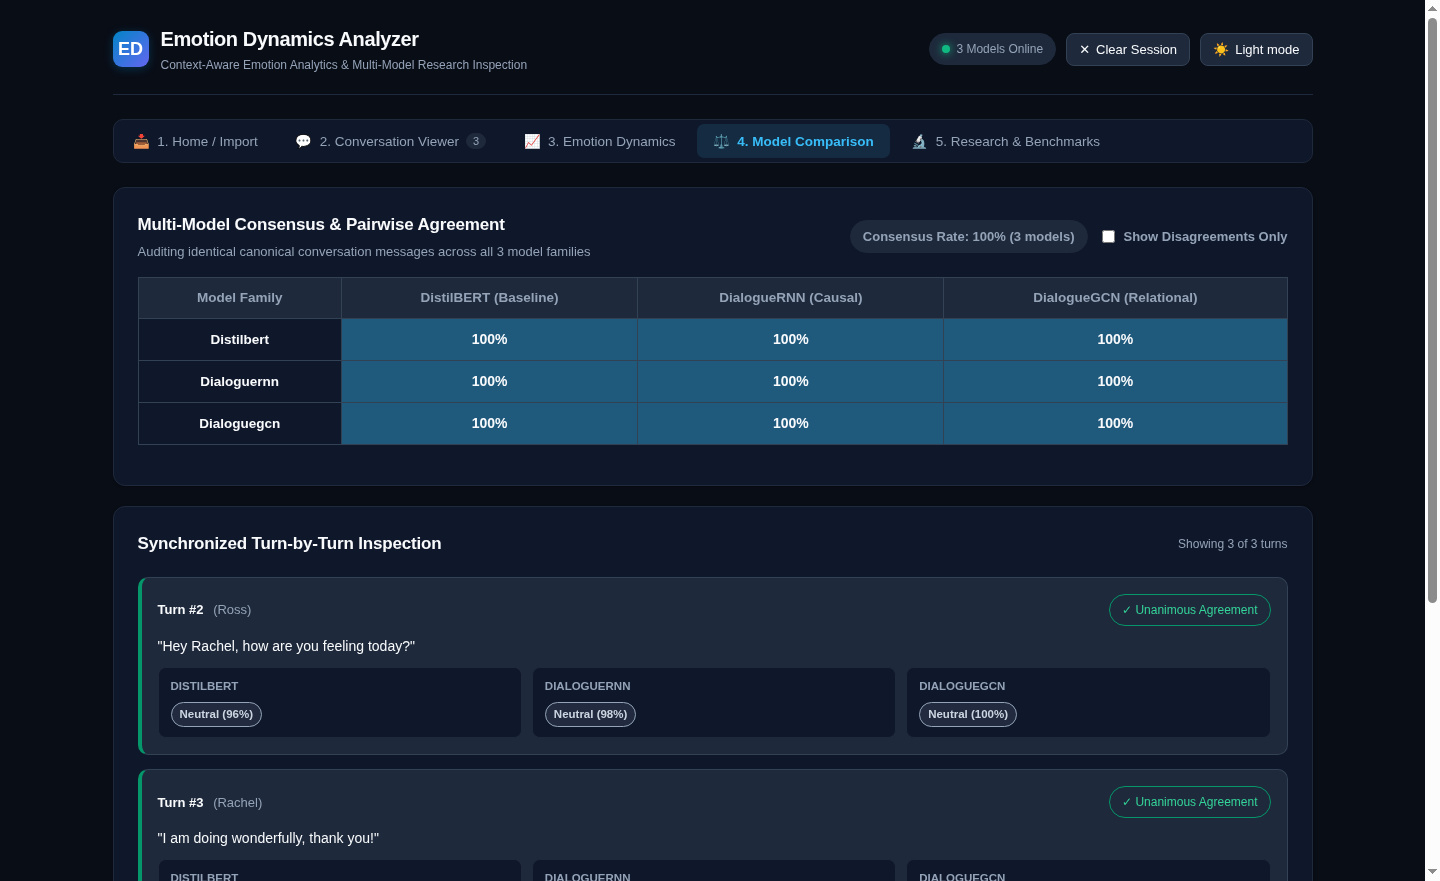 ED
Emotion Dynamics Analyzer
Context-Aware Emotion Analytics & Multi-Model Research Inspection
3 Models Online
✕ Clear Session
Light mode
1. Home / Import
2. Conversation Viewer 3
3. Emotion Dynamics
4. Model Comparison
5. Research & Benchmarks
Multi-Model Consensus & Pairwise Agreement
Auditing identical canonical conversation messages across all 3 model families
Consensus Rate: 100% (3 models)
Show Disagreements Only
Model Family DistilBERT (Baseline) DialogueRNN (Causal) DialogueGCN (Relational)
Distilbert 100% 100% 100%
Dialoguernn 100% 100% 100%
Dialoguegcn 100% 100% 100%
Synchronized Turn-by-Turn Inspection
Showing 3 of 3 turns
Turn #2 (Ross)
✓ Unanimous Agreement
"Hey Rachel, how are you feeling today?"
DISTILBERT DIALOGUERNN DIALOGUEGCN
Neutral (96%) Neutral (98%) Neutral (100%)
Turn #3 (Rachel)
✓ Unanimous Agreement
"I am doing wonderfully, thank you!"
DISTILBERT DIALOGUERNN DIALOGUEGCN